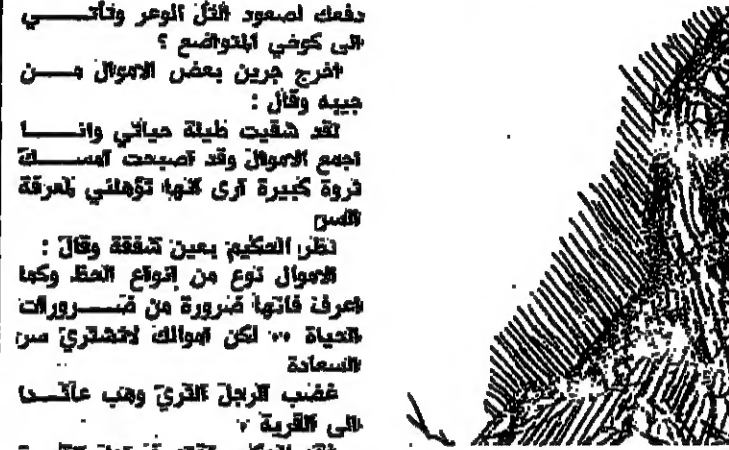 دفعك لصعود التل الوعر وتأتـــي
الى كوخي المتواضع ؟
اخرج جرين بعض الاموال مــن
جيبه وقال :
لقد شقيت طيلة حياتي وانـــا
اجمع الاموال وقد اصبحت امســك
ثروة كبيرة ارى انها تؤهلني لمعرفة
السر
نظر الحكيم بعين شفقة وقال :
الاموال نوع من انواع الحظ وكما
اعرف فانها ضرورة من ضـــرورات
الحياة .. لكن اموالك لاتشتري سر
السعادة
غضب الرجل الثري وهب عائــدا
الى القرية .